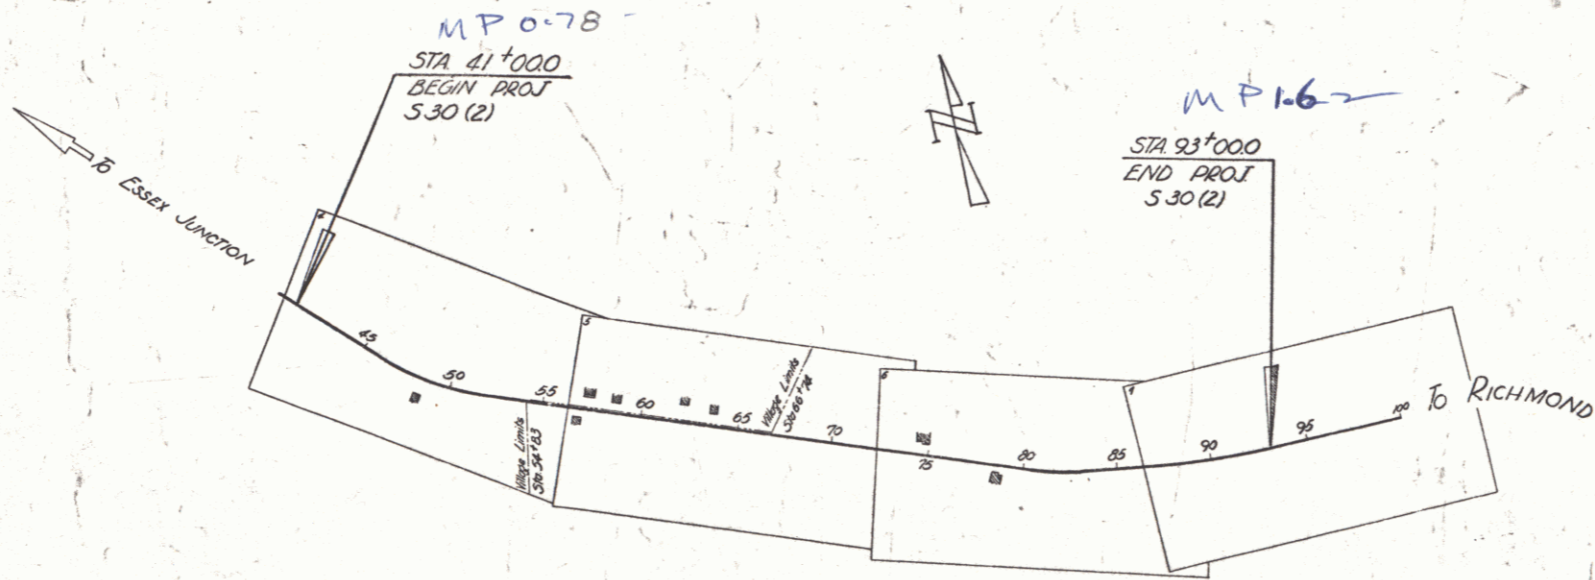 MP 0.78
STA. 41+00.0
BEGIN PROJ
S 30 (2)
TO ESSEX JUNCTION
N
MP 1.62
STA. 93+00.0
END PROJ
S 30 (2)
4
45
50
55
Village Limits
Sta. 54+83
5
60
65
Village Limits
70
6
75
80
85
7
90
95
100
TO RICHMOND